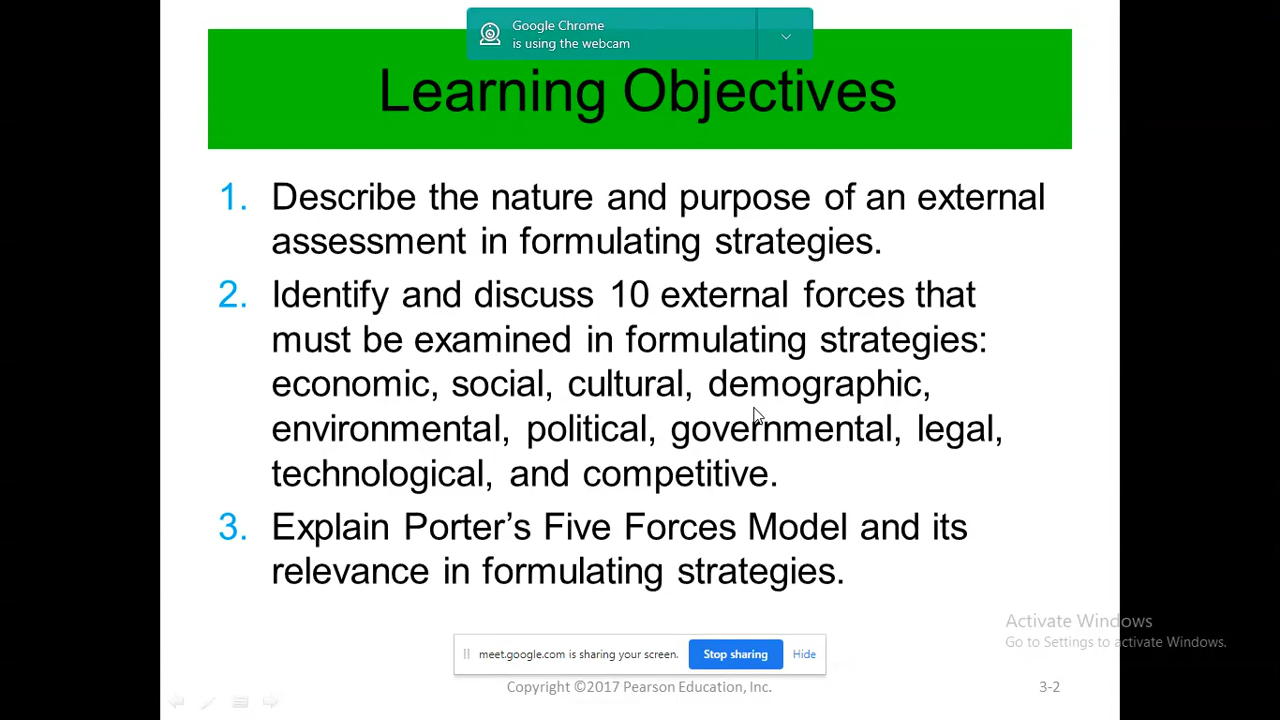 Google Chrome
is using the webcam
Learning Objectives
1. Describe the nature and purpose of an external
assessment in formulating strategies.
2. Identify and discuss 10 external forces that
must be examined in formulating strategies:
economic, social, cultural, demographic,
environmental, political, governmental, legal,
technological, and competitive.
3. Explain Porter’s Five Forces Model and its
relevance in formulating strategies.
Activate Windows
Go to Settings to activate Windows.
meet.google.com is sharing your screen. Stop sharing Hide
Copyright ©2017 Pearson Education, Inc. 3-2